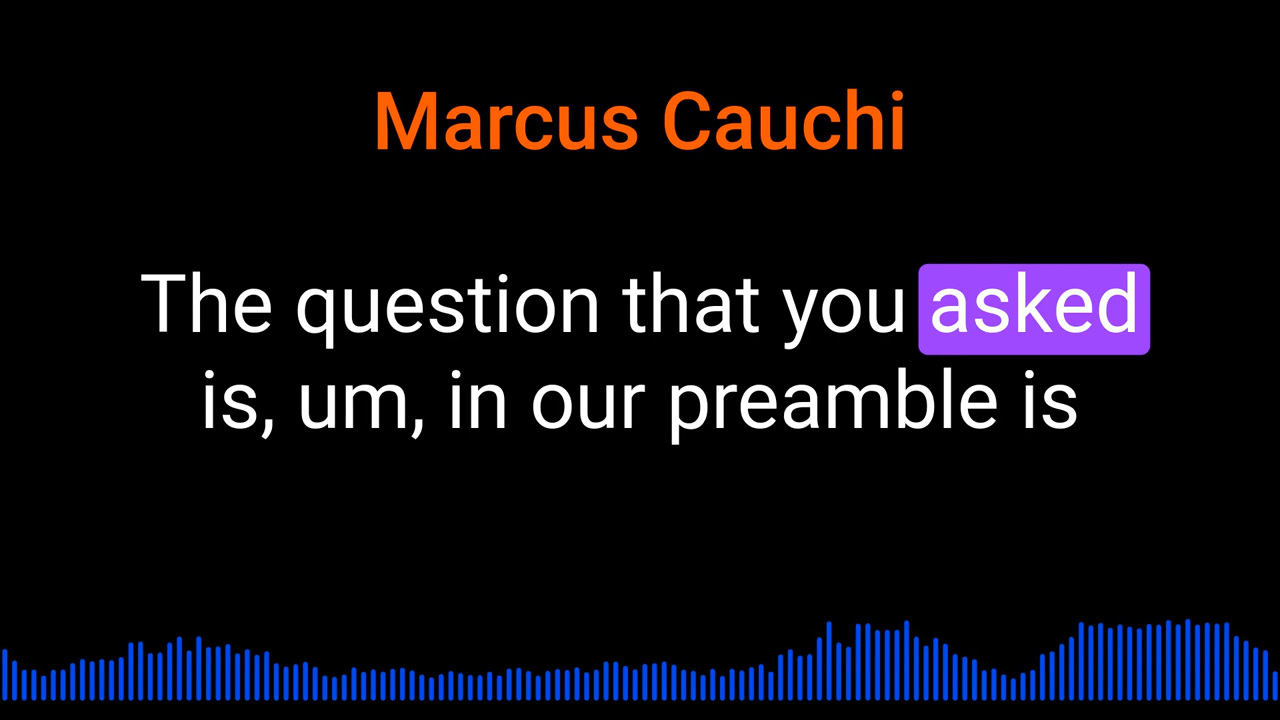 Marcus Cauchi
The question that you asked
is, um, in our preamble is